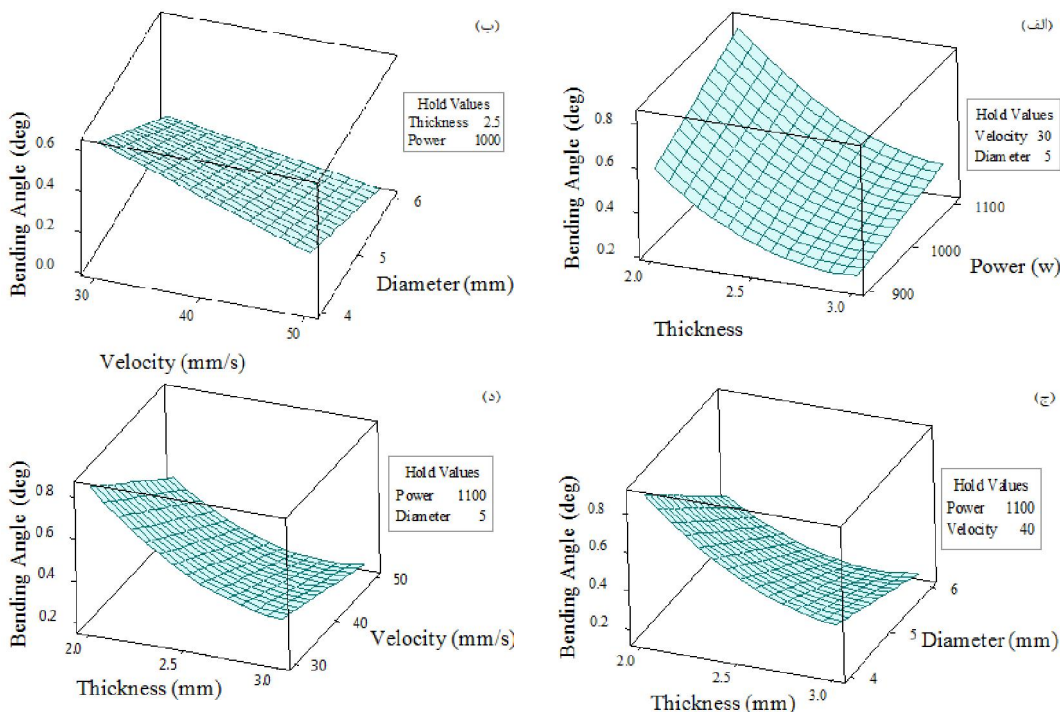 (ب)
Bending Angle (deg)
0.6
0.4
0.2
0.0
30
40
50
Velocity (mm/s)
4
5
6
Diameter (mm)
Hold Values
Thickness 2.5
Power 1000
(الف)
Bending Angle (deg)
0.8
0.6
0.4
0.2
2.0
2.5
3.0
Thickness
900
1000
1100
Power (w)
Hold Values
Velocity 30
Diameter 5
(د)
Bending Angle (deg)
0.8
0.6
0.4
0.2
2.0
2.5
3.0
Thickness (mm)
30
40
50
Velocity (mm/s)
Hold Values
Power 1100
Diameter 5
(ج)
Bending Angle (deg)
0.8
0.6
0.4
0.2
2.0
2.5
3.0
Thickness (mm)
4
5
6
Diameter (mm)
Hold Values
Power 1100
Velocity 40